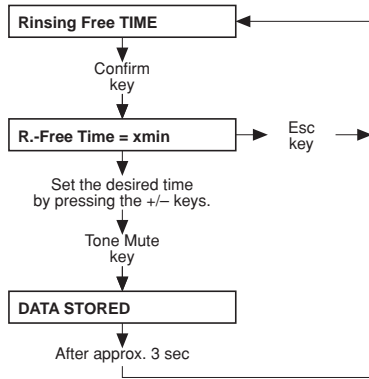 Rinsing Free TIME
Confirm
key
R.-Free Time = xmin
Esc
key
Set the desired time
by pressing the +/– keys.
Tone Mute
key
DATA STORED
After approx. 3 sec